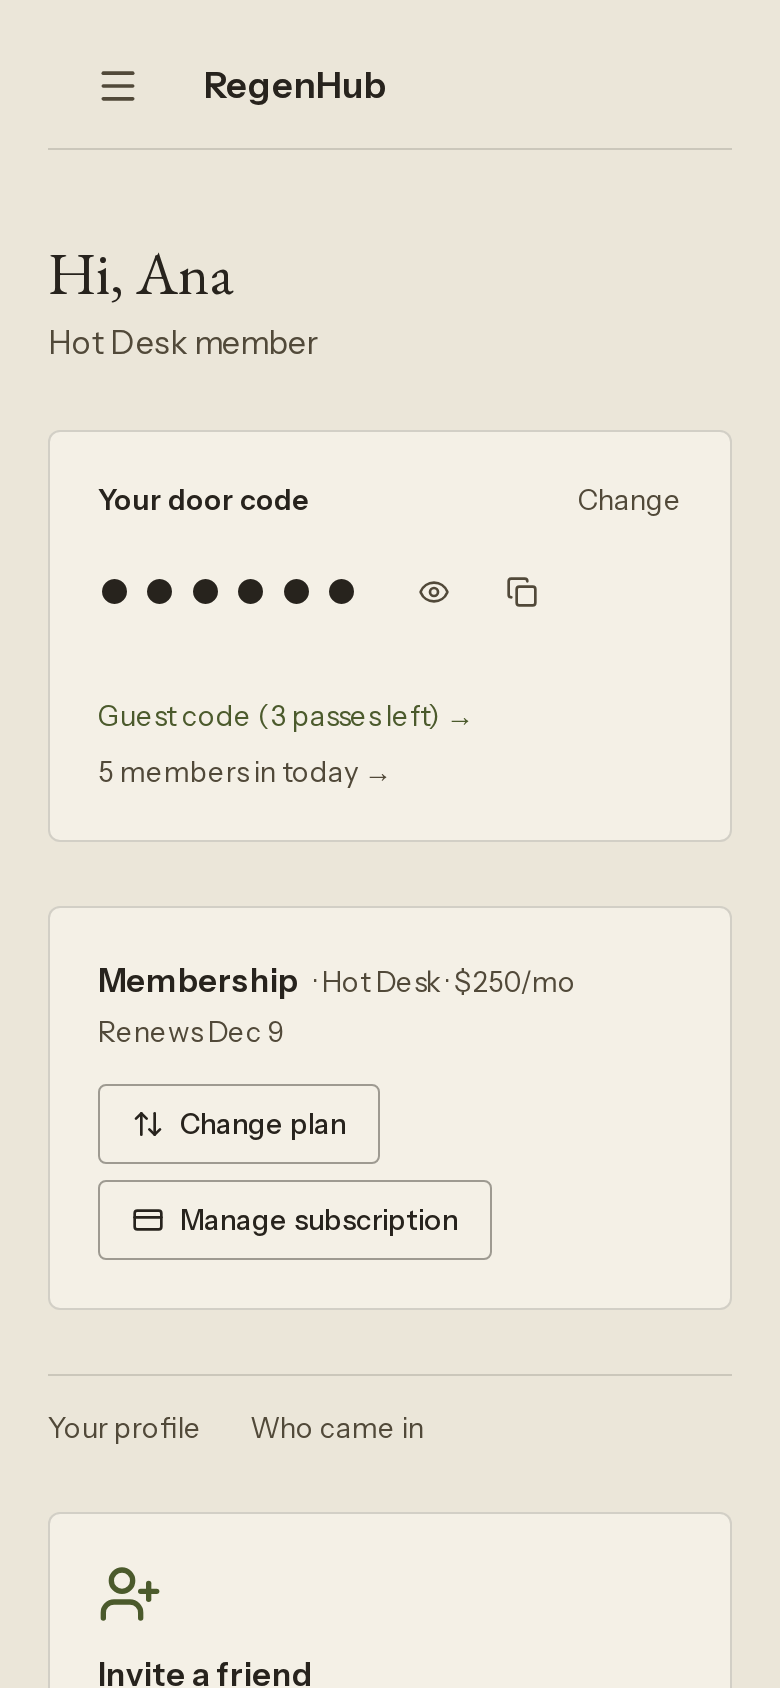 RegenHub
Hi, Ana
Hot Desk member
Your door code
Change
Guest code (3 passes left) →
5 members in today →
Membership · Hot Desk · $250/mo
Renews Dec 9
Change plan
Manage subscription
Your profile
Who came in
Invite a friend